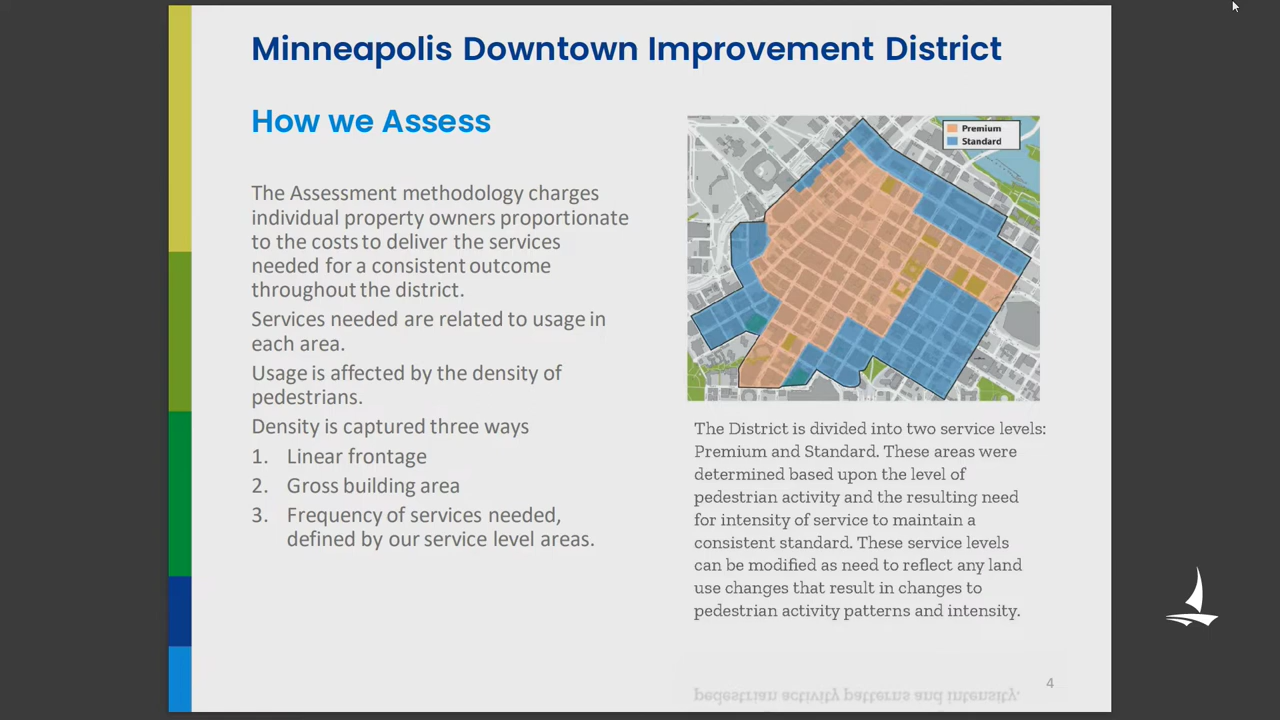 Minneapolis Downtown Improvement District
How we Assess
The Assessment methodology charges
individual property owners proportionate
to the costs to deliver the services
needed for a consistent outcome
throughout the district.
Services needed are related to usage in
each area.
Usage is affected by the density of
pedestrians.
Density is captured three ways
1. Linear frontage
2. Gross building area
3. Frequency of services needed,
defined by our service level areas.
Premium
Standard
The District is divided into two service levels:
Premium and Standard. These areas were
determined based upon the level of
pedestrian activity and the resulting need
for intensity of service to maintain a
consistent standard. These service levels
can be modified as need to reflect any land
use changes that result in changes to
pedestrian activity patterns and intensity.
pedestrian activity patterns and intensity.
4